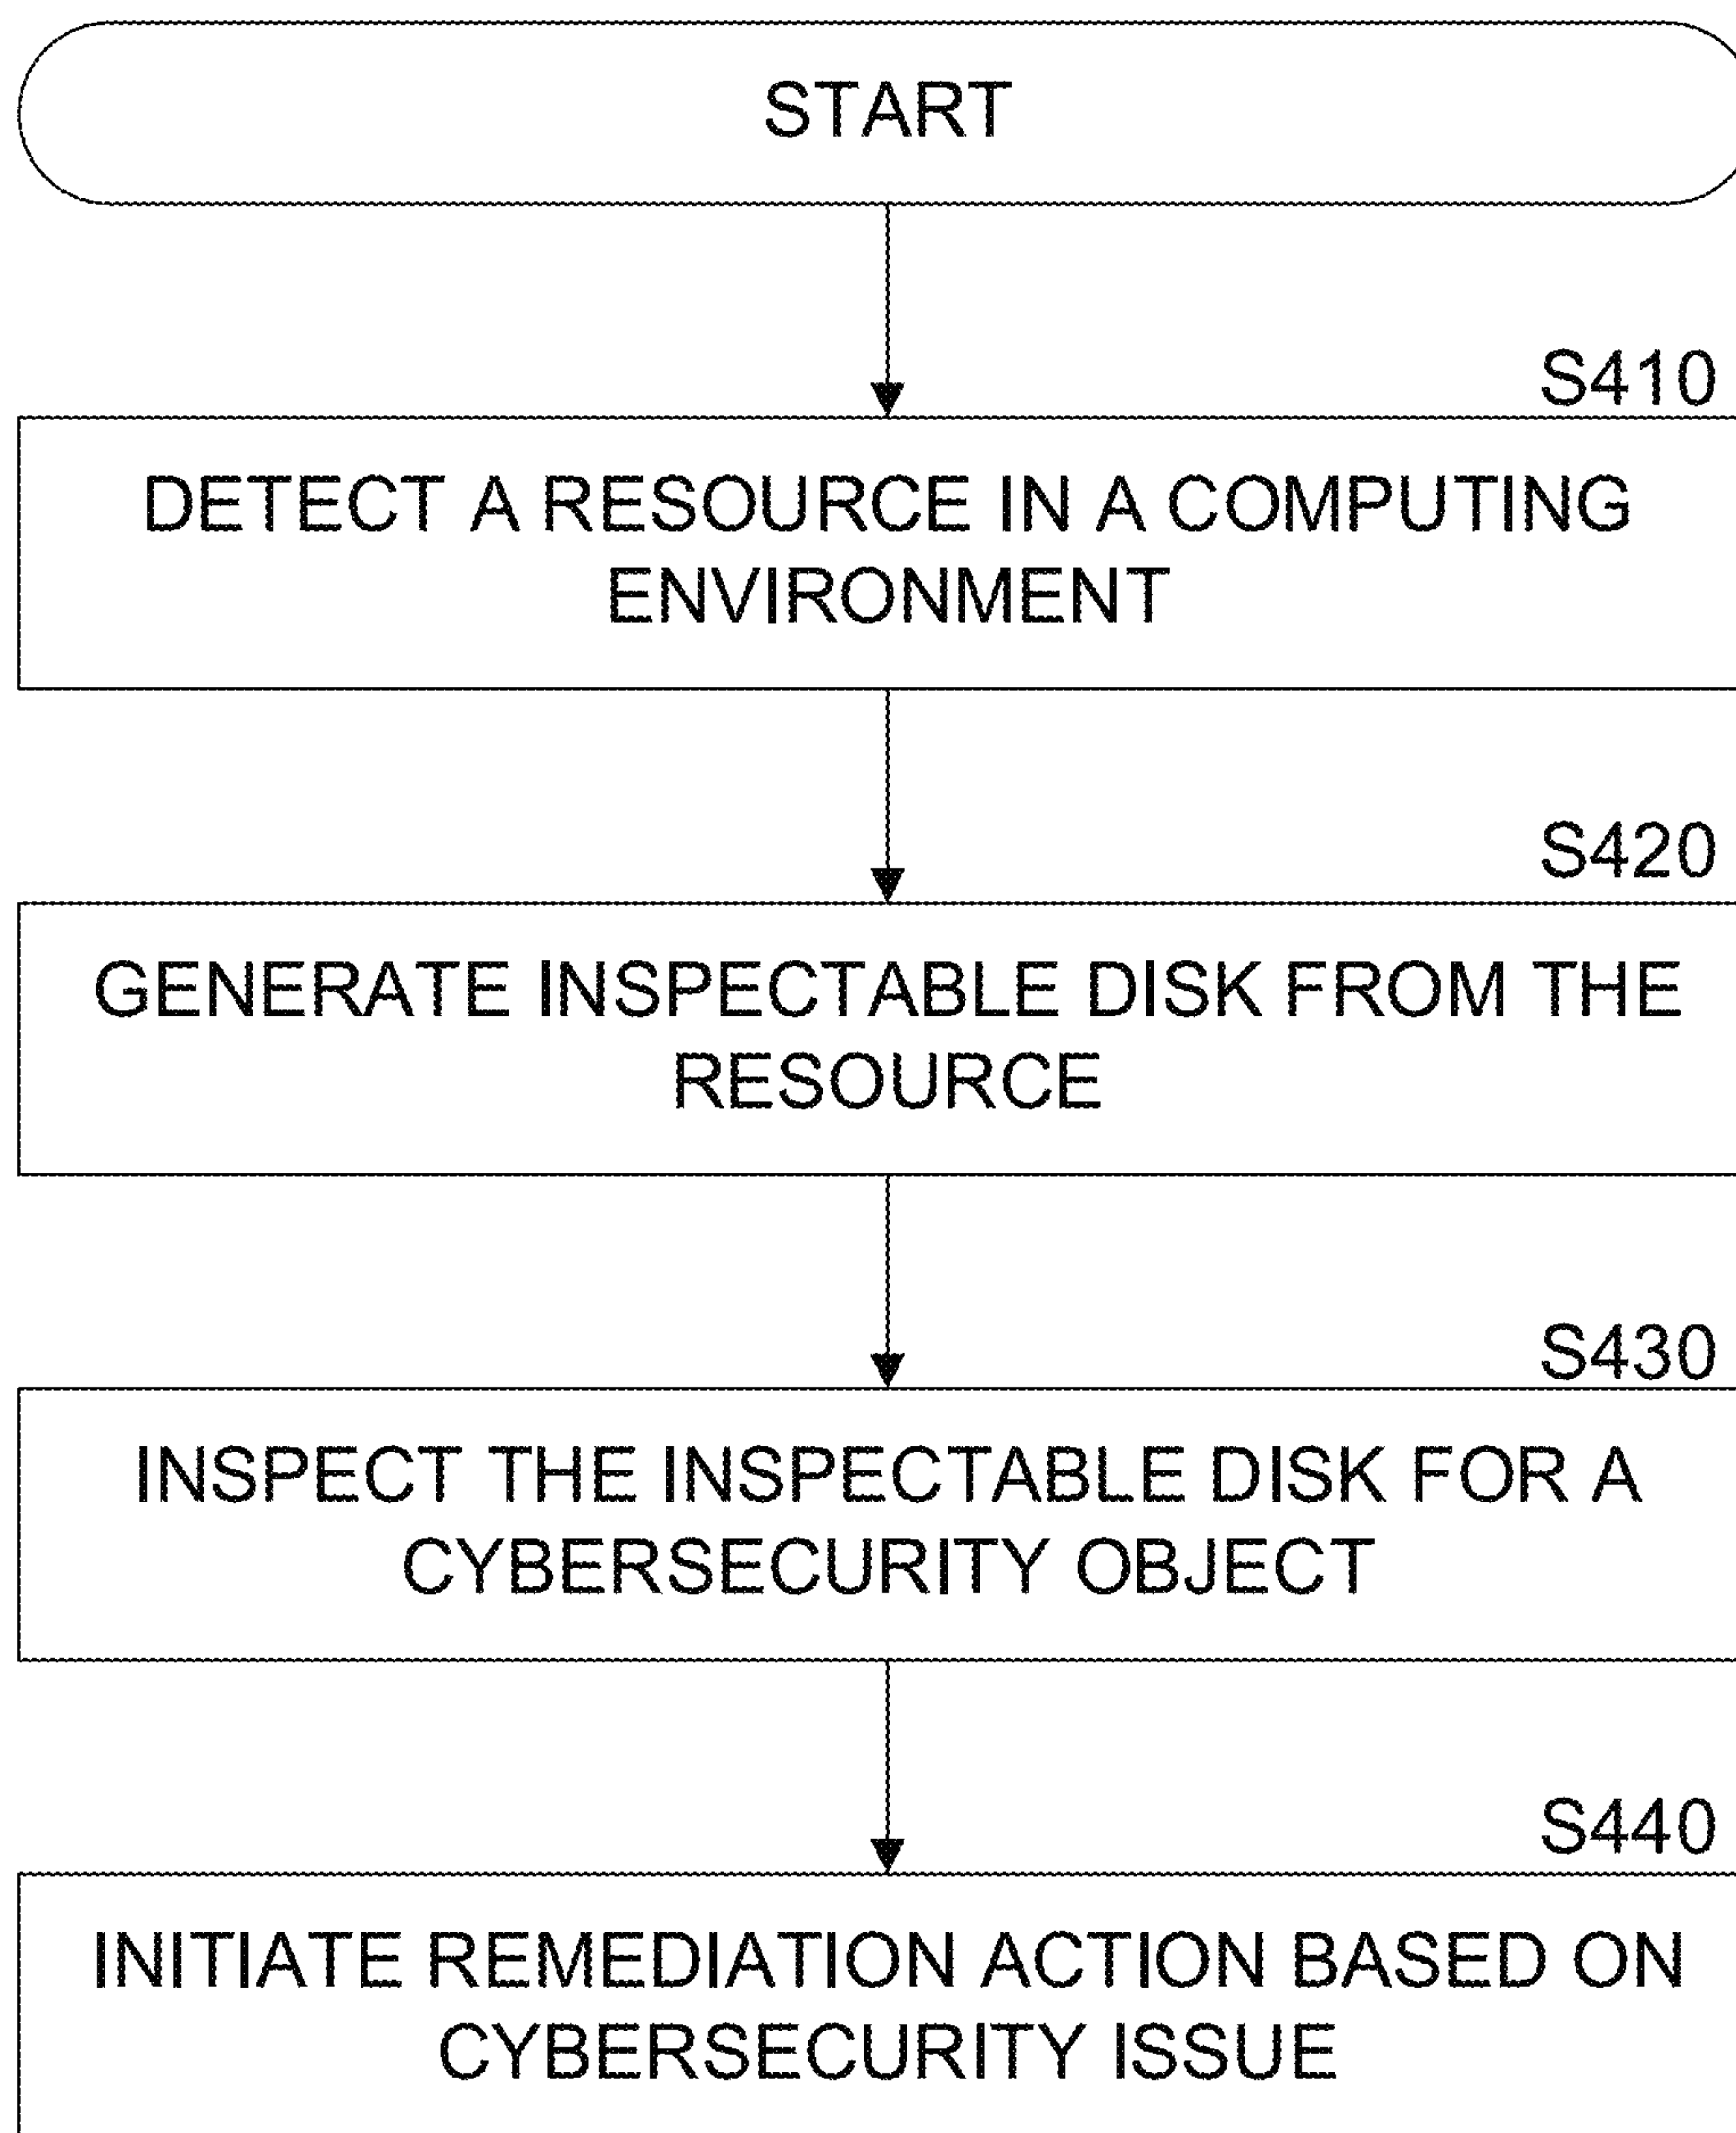 START
S410
DETECT A RESOURCE IN A COMPUTING
ENVIRONMENT
S420
GENERATE INSPECTABLE DISK FROM THE
RESOURCE
S430
INSPECT THE INSPECTABLE DISK FOR A
CYBERSECURITY OBJECT
S440
INITIATE REMEDIATION ACTION BASED ON
CYBERSECURITY ISSUE